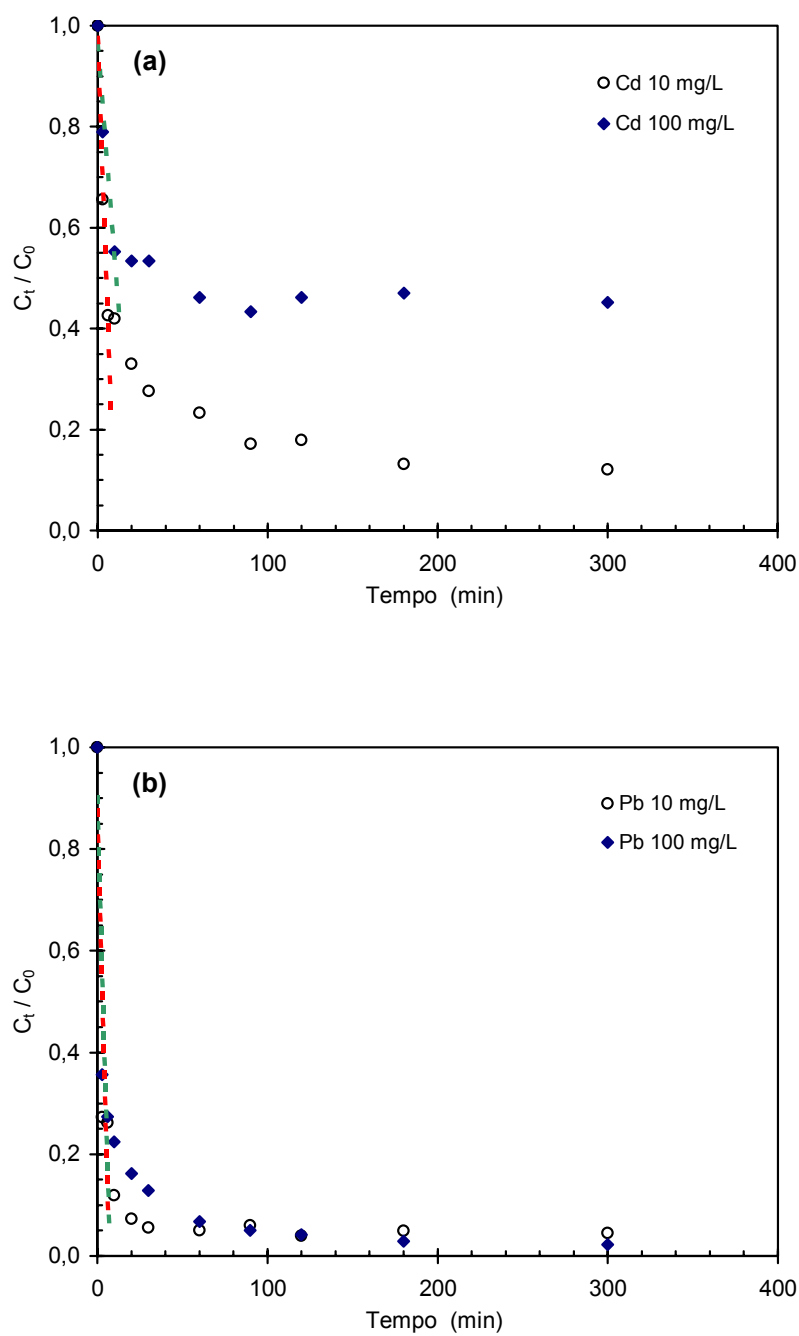 1,0
(a)
Cd 10 mg/L
0,8
Cd 100 mg/L
0,6
Cₜ / C₀
0,4
0,2
0,0
0 100 200 300 400
Tempo (min)
1,0
(b)
Pb 10 mg/L
0,8
Pb 100 mg/L
0,6
Cₜ / C₀
0,4
0,2
0,0
0 100 200 300 400
Tempo (min)